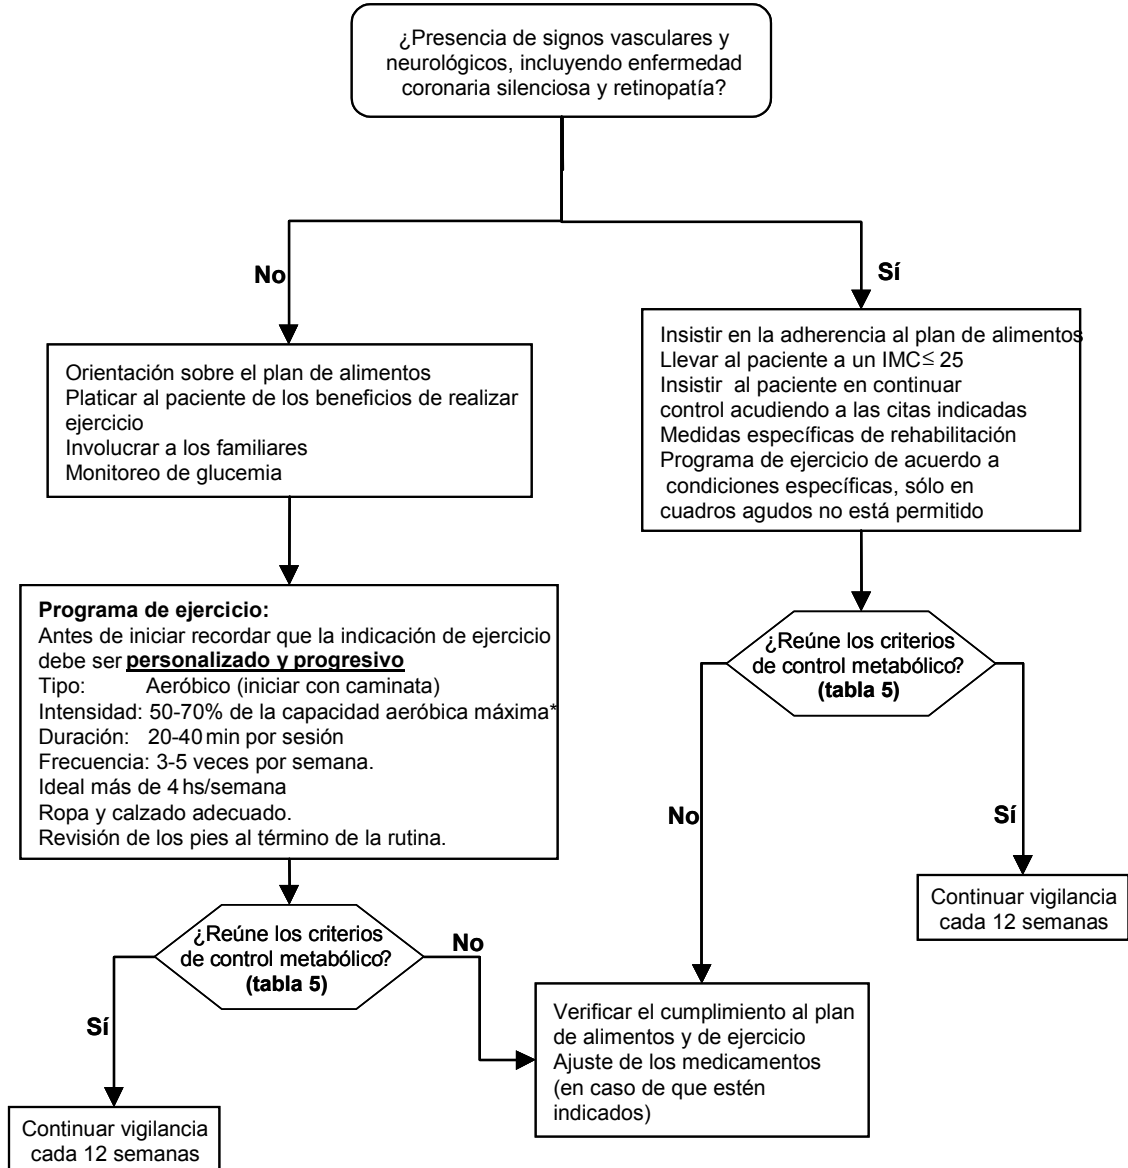 ¿Presencia de signos vasculares y
neurológicos, incluyendo enfermedad
coronaria silenciosa y retinopatía?
No
Sí
Orientación sobre el plan de alimentos
Platicar al paciente de los beneficios de realizar
ejercicio
Involucrar a los familiares
Monitoreo de glucemia
Insistir en la adherencia al plan de alimentos
Llevar al paciente a un IMC≤ 25
Insistir al paciente en continuar
control acudiendo a las citas indicadas
Medidas específicas de rehabilitación
Programa de ejercicio de acuerdo a
condiciones específicas, sólo en
cuadros agudos no está permitido
Programa de ejercicio:
Antes de iniciar recordar que la indicación de ejercicio
debe ser personalizado y progresivo
Tipo: Aeróbico (iniciar con caminata)
Intensidad: 50-70% de la capacidad aeróbica máxima*
Duración: 20-40 min por sesión
Frecuencia: 3-5 veces por semana.
Ideal más de 4 hs/semana
Ropa y calzado adecuado.
Revisión de los pies al término de la rutina.
¿Reúne los criterios
de control metabólico?
(tabla 5)
No
Sí
Continuar vigilancia
cada 12 semanas
¿Reúne los criterios
de control metabólico?
(tabla 5)
No
Sí
Verificar el cumplimiento al plan
de alimentos y de ejercicio
Ajuste de los medicamentos
(en caso de que estén
indicados)
Continuar vigilancia
cada 12 semanas